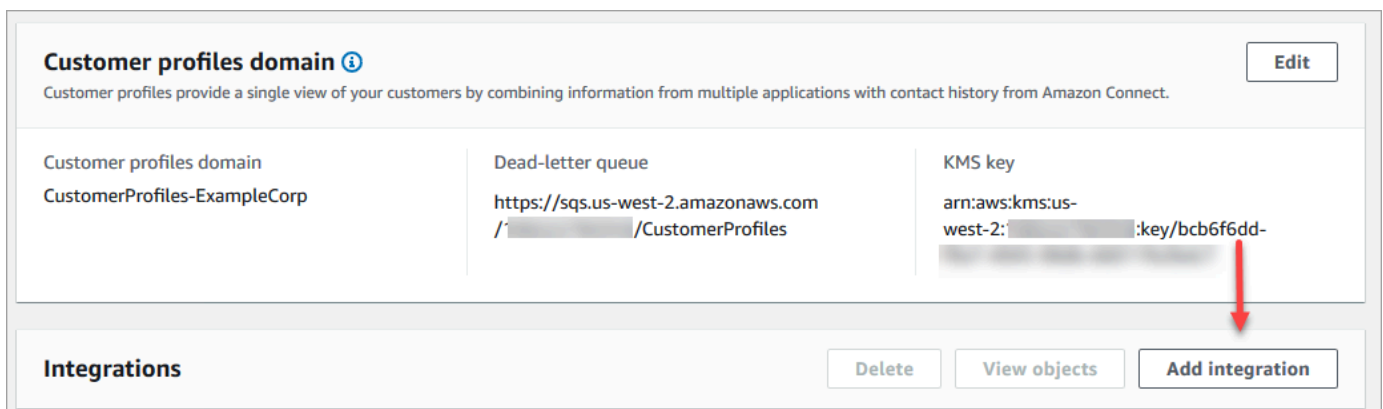 Customer profiles domain
Edit
Customer profiles provide a single view of your customers by combining information from multiple applications with contact history from Amazon Connect.
Customer profiles domain
CustomerProfiles-ExampleCorp
Dead-letter queue
https://sqs.us-west-2.amazonaws.com
/ /CustomerProfiles
KMS key
arn:aws:kms:us-
west-2: :key/bcb6f6dd-
Integrations
Delete
View objects
Add integration